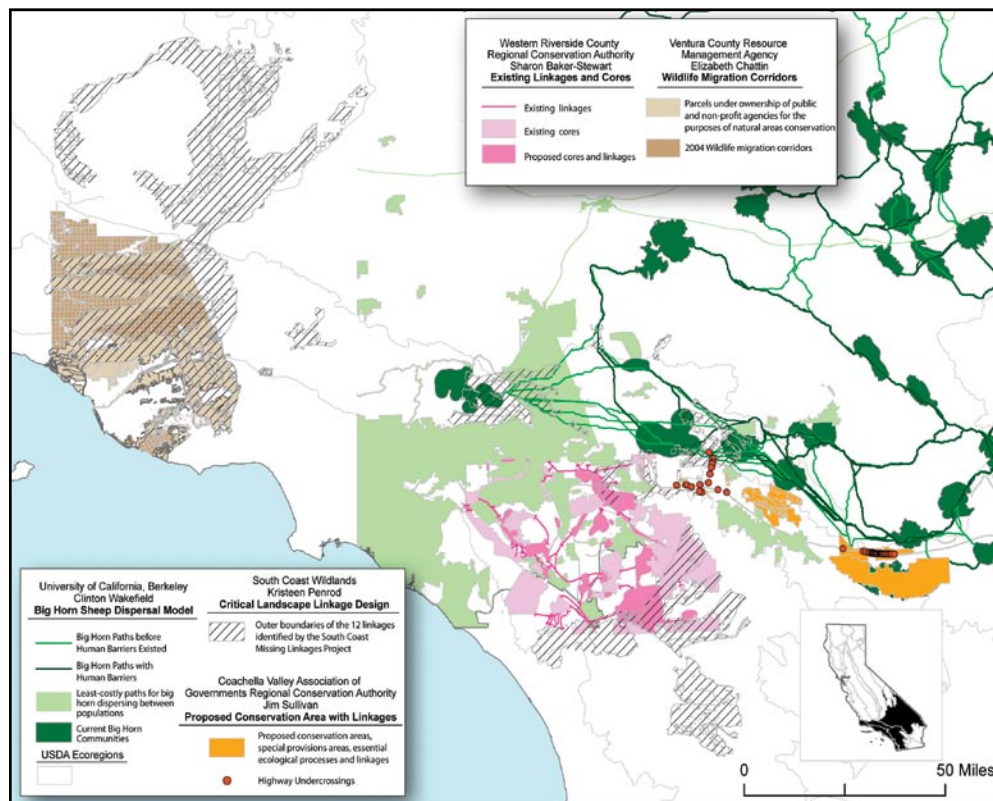 Western Riverside County
Regional Conservation Authority
Sharon Baker-Stewart
Existing Linkages and Cores
Existing linkages
Existing cores
Proposed cores and linkages
Ventura County Resource
Management Agency
Elizabeth Chattin
Wildlife Migration Corridors
Parcels under ownership of public
and non-profit agencies for the
purposes of natural areas conservation
2004 Wildlife migration corridors
University of California, Berkeley
Clinton Wakefield
Big Horn Sheep Dispersal Model
Big Horn Paths before
Human Barriers Existed
Big Horn Paths with
Human Barriers
Least-costly paths for big
horn dispersing between
populations
Current Big Horn
Communities
USDA Ecoregions
South Coast Wildlands
Kristeen Penrod
Critical Landscape Linkage Design
Outer boundaries of the 12 linkages
identified by the South Coast
Missing Linkages Project
Coachella Valley Association of
Governments Regional Conservation Authority
Jim Sullivan
Proposed Conservation Area with Linkages
Proposed conservation areas,
special provisions areas, essential
ecological processes and linkages
Highway Undercrossings
0 50 Miles